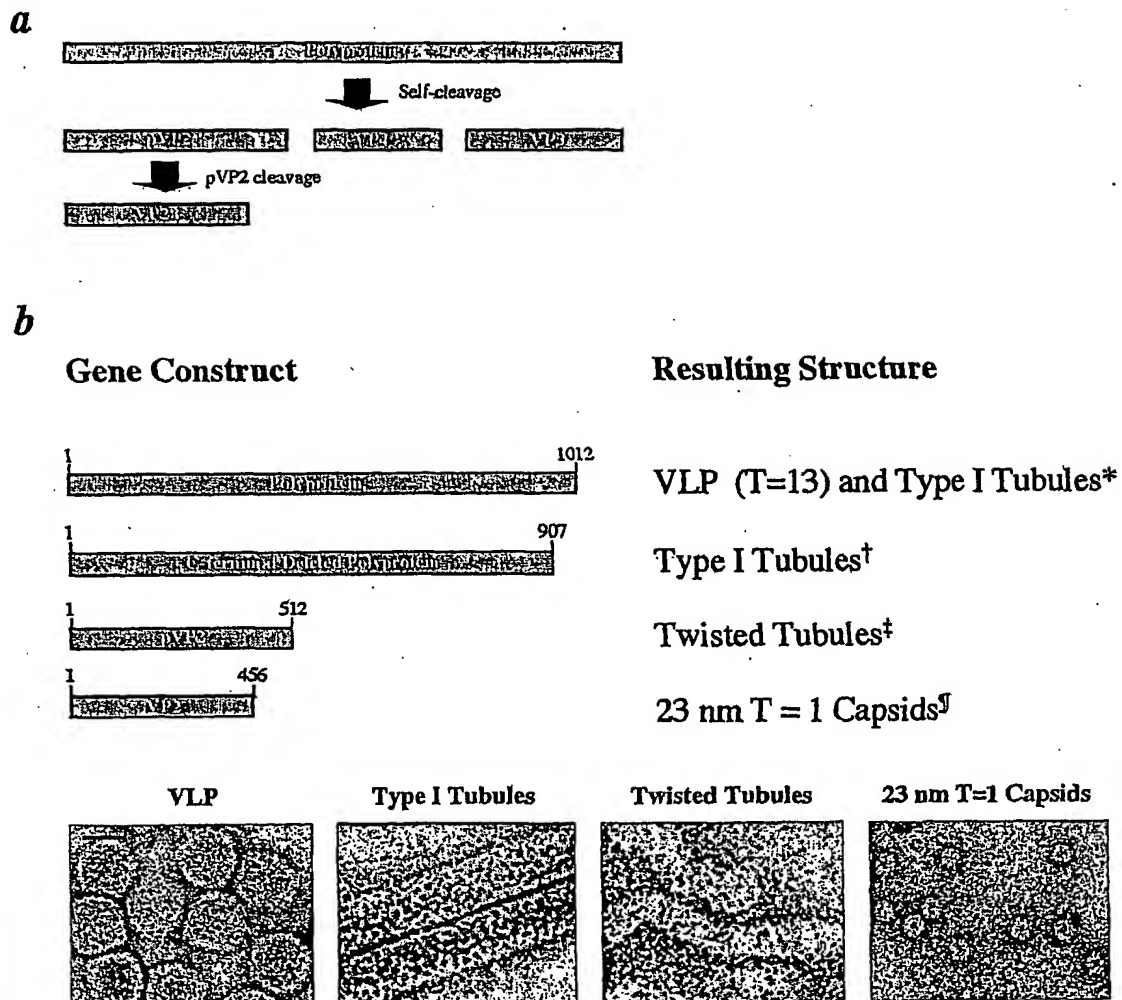 a
Self-cleavage
pVP2 cleavage
b
Gene Construct
Resulting Structure
1 1012
VLP (T=13) and Type I Tubules*
1 907
Type I Tubules†
1 512
Twisted Tubules‡
1 456
23 nm T = 1 Capsids¶
VLP
Type I Tubules
Twisted Tubules
23 nm T=1 Capsids